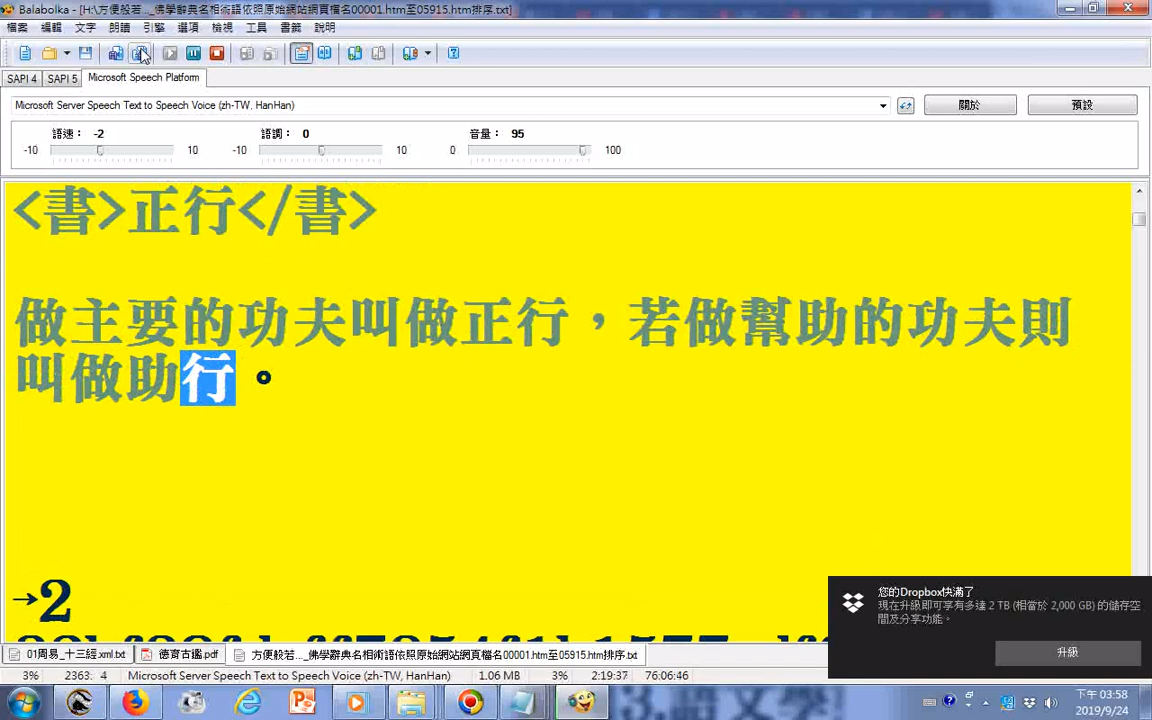 Balabolka - [H:\方便般若..._佛學辭典名相術語依照原始網站網頁檔名00001.htm至05915.htm排序.txt]
檔案 編輯 文字 朗讀 引擎 選項 檢視 工具 書籤 說明
SAPI 4 SAPI 5 Microsoft Speech Platform
Microsoft Server Speech Text to Speech Voice (zh-TW, HanHan) 關於 預設
語速： -2 語調： 0 音量： 95
-10 10 -10 10 0 100
<書>正行</書>
做主要的功夫叫做正行，若做幫助的功夫則
叫做助行。
→2
您的Dropbox快滿了
現在升級即可享有多達 2 TB (相當於 2,000 GB) 的儲存空
間及分享功能。
升級
01周易_十三經.xml.txt 德育古鑑.pdf 方便般若..._佛學辭典名相術語依照原始網站網頁檔名00001.htm至05915.htm排序.txt
3% 2363: 4 Microsoft Server Speech Text to Speech Voice (zh-TW, HanHan) 1.06 MB 3% 2:19:37 76:06:46
3.語文學
下午 03:58
2019/9/24